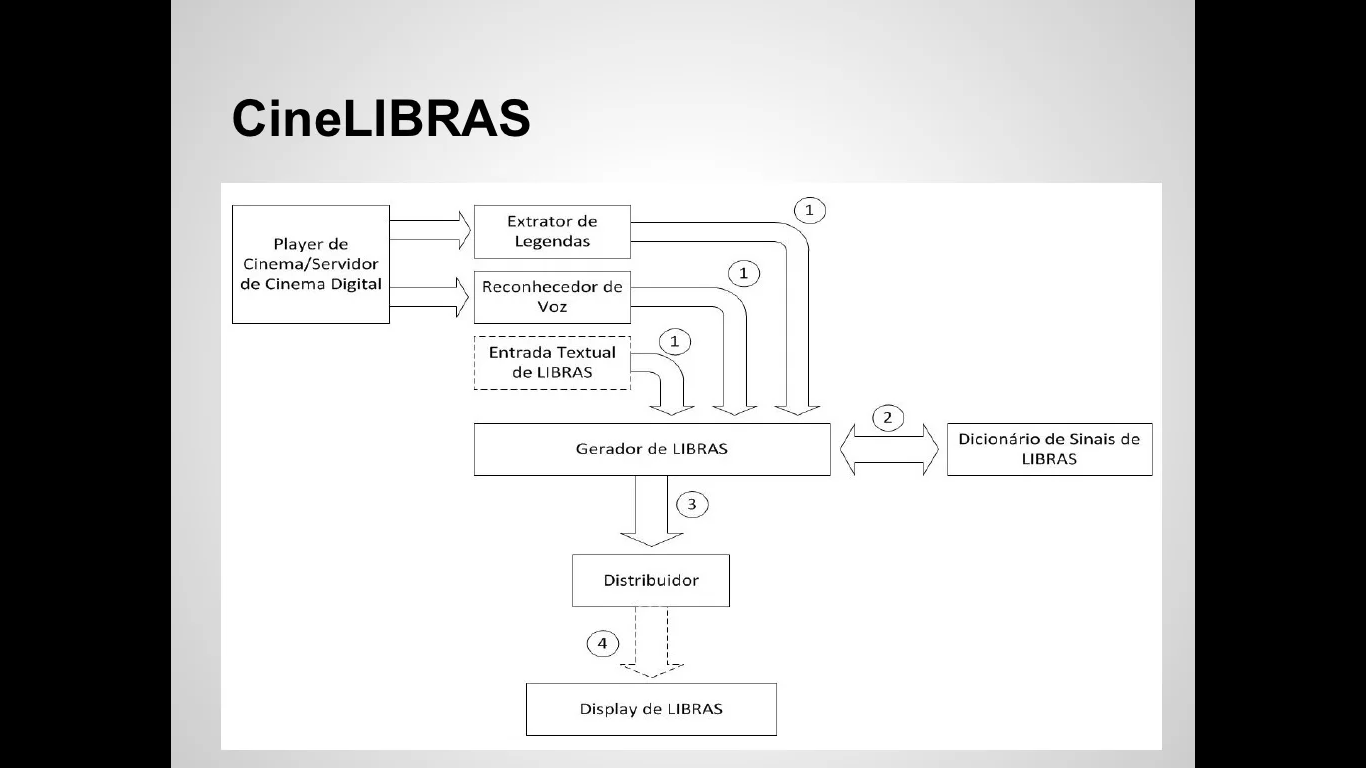 CineLIBRAS
Player de
Cinema/Servidor
de Cinema Digital
Extrator de
Legendas
1
Reconhecedor de
Voz
1
Entrada Textual
de LIBRAS
1
Gerador de LIBRAS
2
Dicionário de Sinais de
LIBRAS
3
Distribuidor
4
Display de LIBRAS